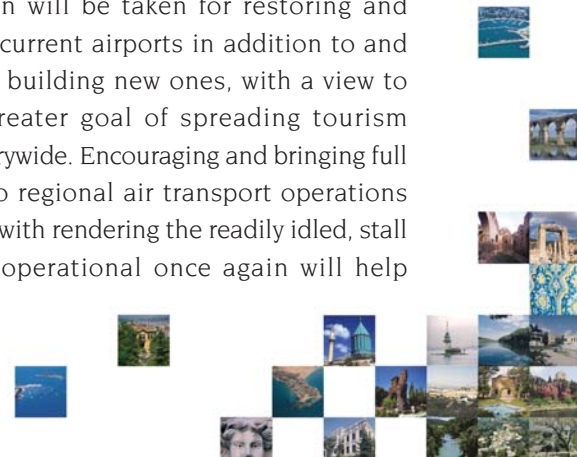 n will be taken for restoring and
current airports in addition to and
building new ones, with a view to
reater goal of spreading tourism
rywide. Encouraging and bringing full
o regional air transport operations
with rendering the readily idled, stall
operational once again will help